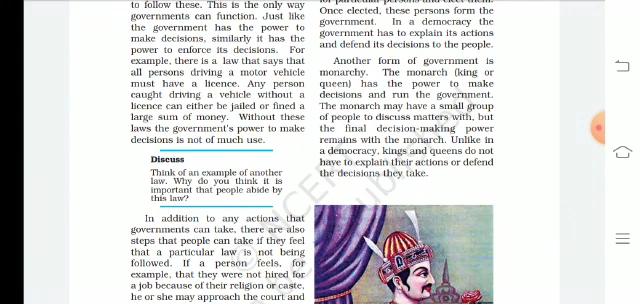 to follow these. This is the only way
governments can function. Just like
the government has the power to
make decisions, similarly it has the
power to enforce its decisions. For
example, there is a law that says that
all persons driving a motor vehicle
must have a licence. Any person
caught driving a vehicle without a
licence can either be jailed or fined a
large sum of money. Without these
laws the government's power to make
decisions is not of much use.
Discuss
Think of an example of another
law. Why do you think it is
important that people abide by
this law?
In addition to any actions that
governments can take, there are also
steps that people can take if they feel
that a particular law is not being
followed. If a person feels, for
example, that they were not hired for
a job because of their religion or caste,
he or she may approach the court and
for particular persons and elect them.
Once elected, these persons form the
government. In a democracy the
government has to explain its actions
and defend its decisions to the people.
Another form of government is
monarchy. The monarch (king or
queen) has the power to make
decisions and run the government.
The monarch may have a small group
of people to discuss matters with, but
the final decision-making power
remains with the monarch. Unlike in
a democracy, kings and queens do not
have to explain their actions or defend
the decisions they take.